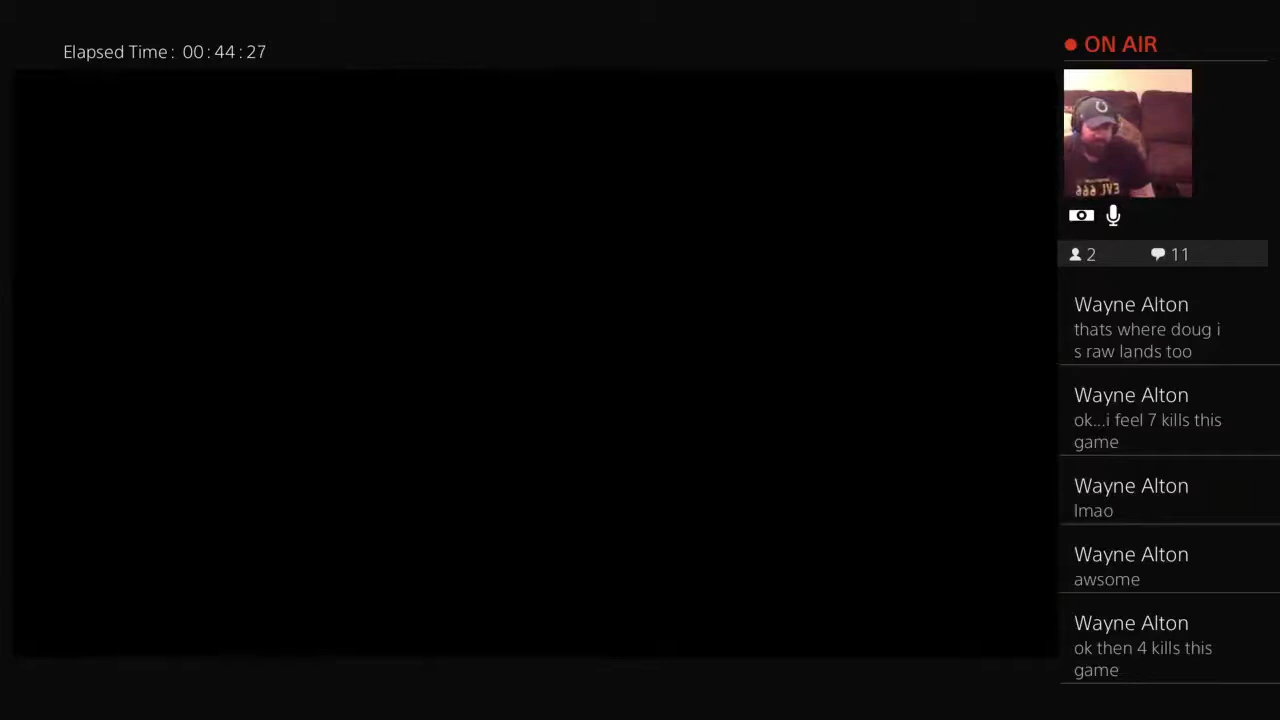 Elapsed Time: 00:44:27
ON AIR
EVL 666
2
11
Wayne Alton
thats where doug i
s raw lands too
Wayne Alton
ok...i feel 7 kills this
game
Wayne Alton
lmao
Wayne Alton
awsome
Wayne Alton
ok then 4 kills this
game